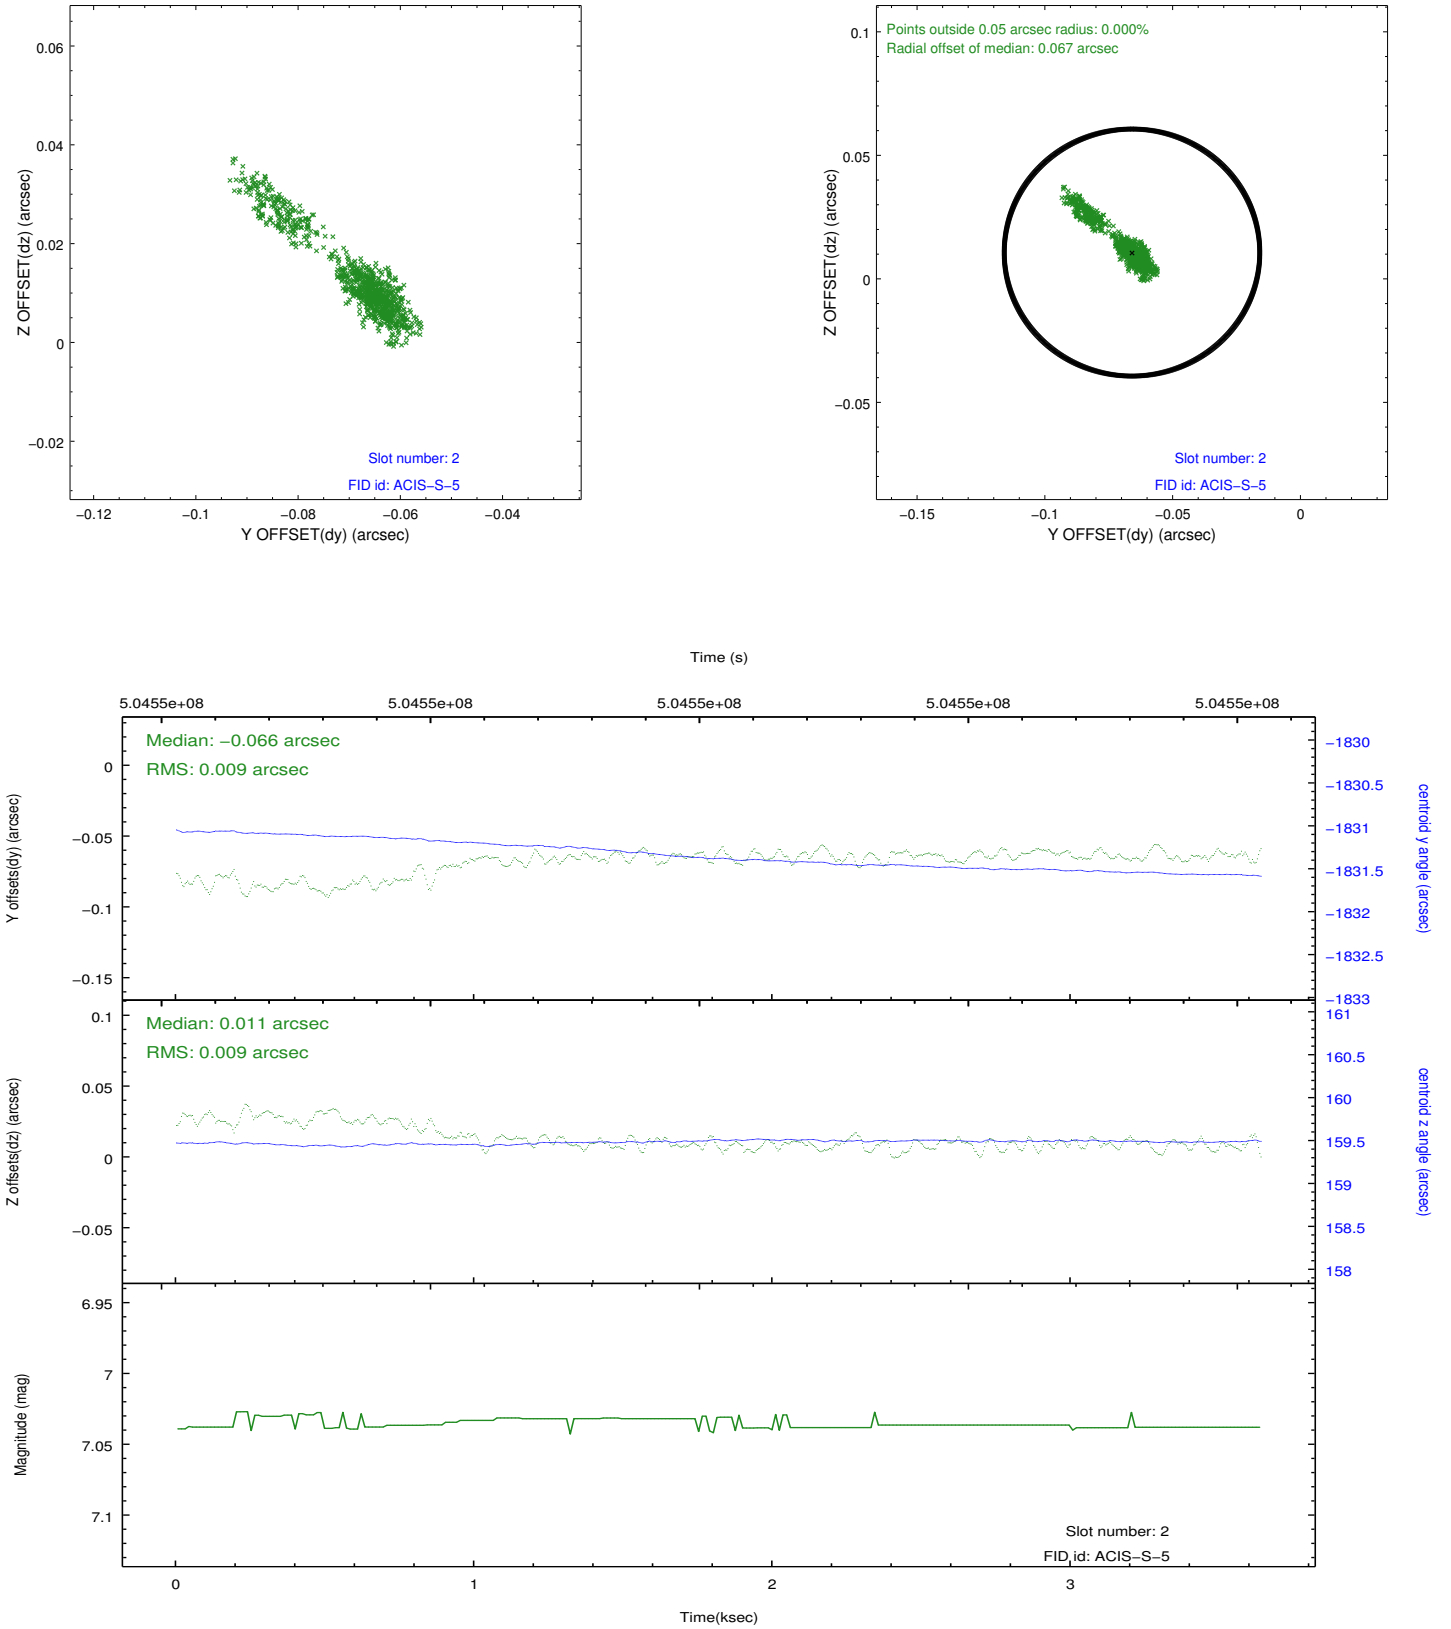 0.06
0.04
0.02
0
−0.02
Z OFFSET(dz) (arcsec)
Slot number: 2
FID id: ACIS−S−5
−0.12
−0.1
−0.08
−0.06
−0.04
Y OFFSET(dy) (arcsec)
Points outside 0.05 arcsec radius: 0.000%
Radial offset of median: 0.067 arcsec
0.1
0.05
0
−0.05
Z OFFSET(dz) (arcsec)
Slot number: 2
FID id: ACIS−S−5
−0.15
−0.1
−0.05
0
Y OFFSET(dy) (arcsec)
Time (s)
5.0455e+08
5.0455e+08
5.0455e+08
5.0455e+08
5.0455e+08
Median: −0.066 arcsec
RMS: 0.009 arcsec
0
−0.05
−0.1
−0.15
Y offsets(dy) (arcsec)
−1830
−1830.5
−1831
−1831.5
−1832
−1832.5
−1833
centroid y angle (arcsec)
Median: 0.011 arcsec
RMS: 0.009 arcsec
0.1
0.05
0
−0.05
Z offsets(dz) (arcsec)
161
160.5
160
159.5
159
158.5
158
centroid z angle (arcsec)
6.95
7
7.05
7.1
Magnitude (mag)
Slot number: 2
FID id: ACIS−S−5
0
1
2
3
Time(ksec)